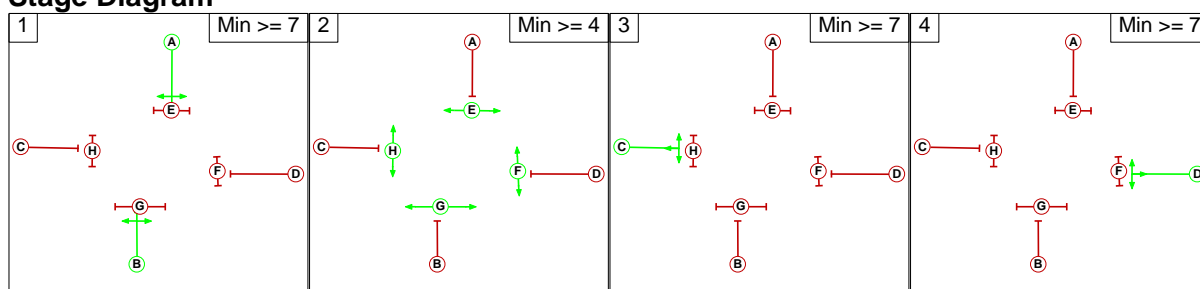 Stage Diagram
1 Min >= 7 2 Min >= 4 3 Min >= 7 4 Min >= 7
A A A A
E E E E
C H C H C H C H
F D F D F D F D
G G G G
B B B B